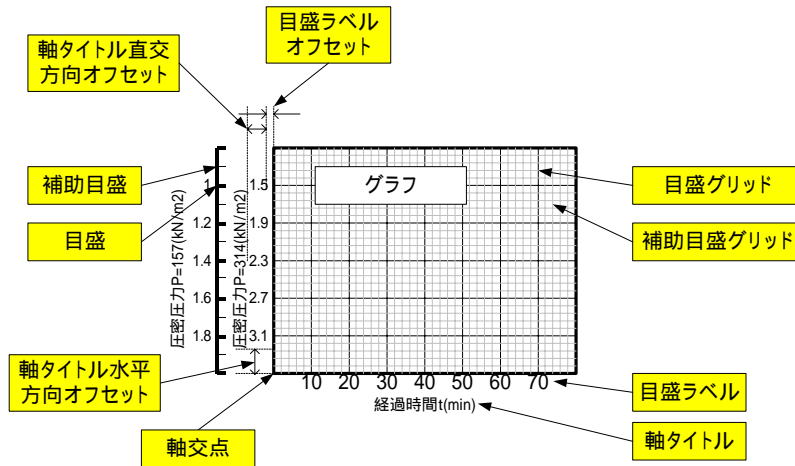 目盛ラベル
オフセット
軸タイトル直交
方向オフセット
補助目盛
目盛
軸タイトル水平
方向オフセット
軸交点
圧密圧力P=157(kN/m2)
1
1.2
1.4
1.6
1.8
圧密圧力P=314(kN/m2)
1.5
1.9
2.3
2.7
3.1
グラフ
目盛グリッド
補助目盛グリッド
10 20 30 40 50 60 70
経過時間t(min)
目盛ラベル
軸タイトル